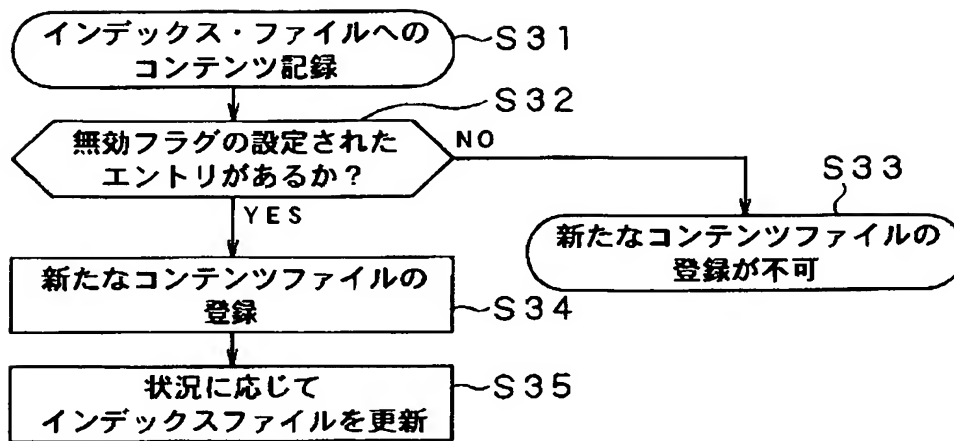 インデックス・ファイルへの
コンテンツ記録
S31
S32
無効フラグの設定された
エントリがあるか？
NO
YES
S33
新たなコンテンツファイルの
登録が不可
新たなコンテンツファイルの
登録
S34
状況に応じて
インデックスファイルを更新
S35